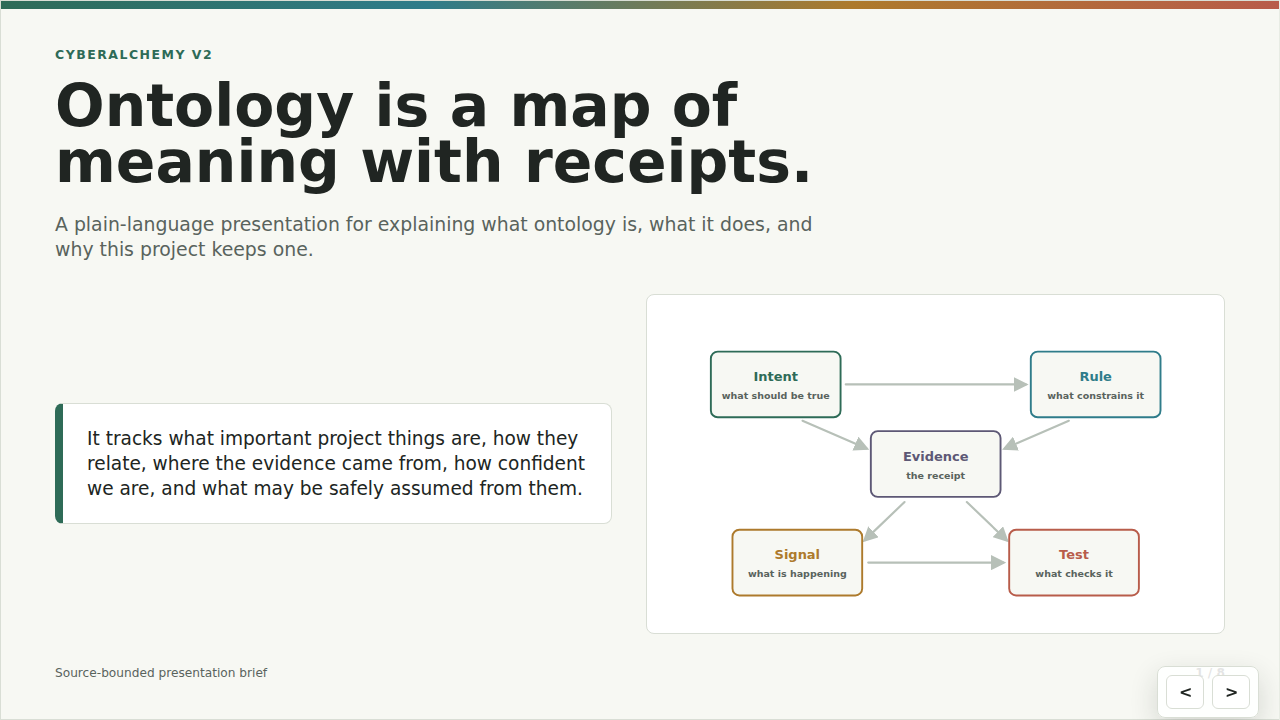 CYBERALCHEMY V2
Ontology is a map of
meaning with receipts.
A plain-language presentation for explaining what ontology is, what it does, and
why this project keeps one.
It tracks what important project things are, how they
relate, where the evidence came from, how confident
we are, and what may be safely assumed from them.
Intent
what should be true
Rule
what constrains it
Evidence
the receipt
Signal
what is happening
Test
what checks it
Source-bounded presentation brief
1 / 8
< >